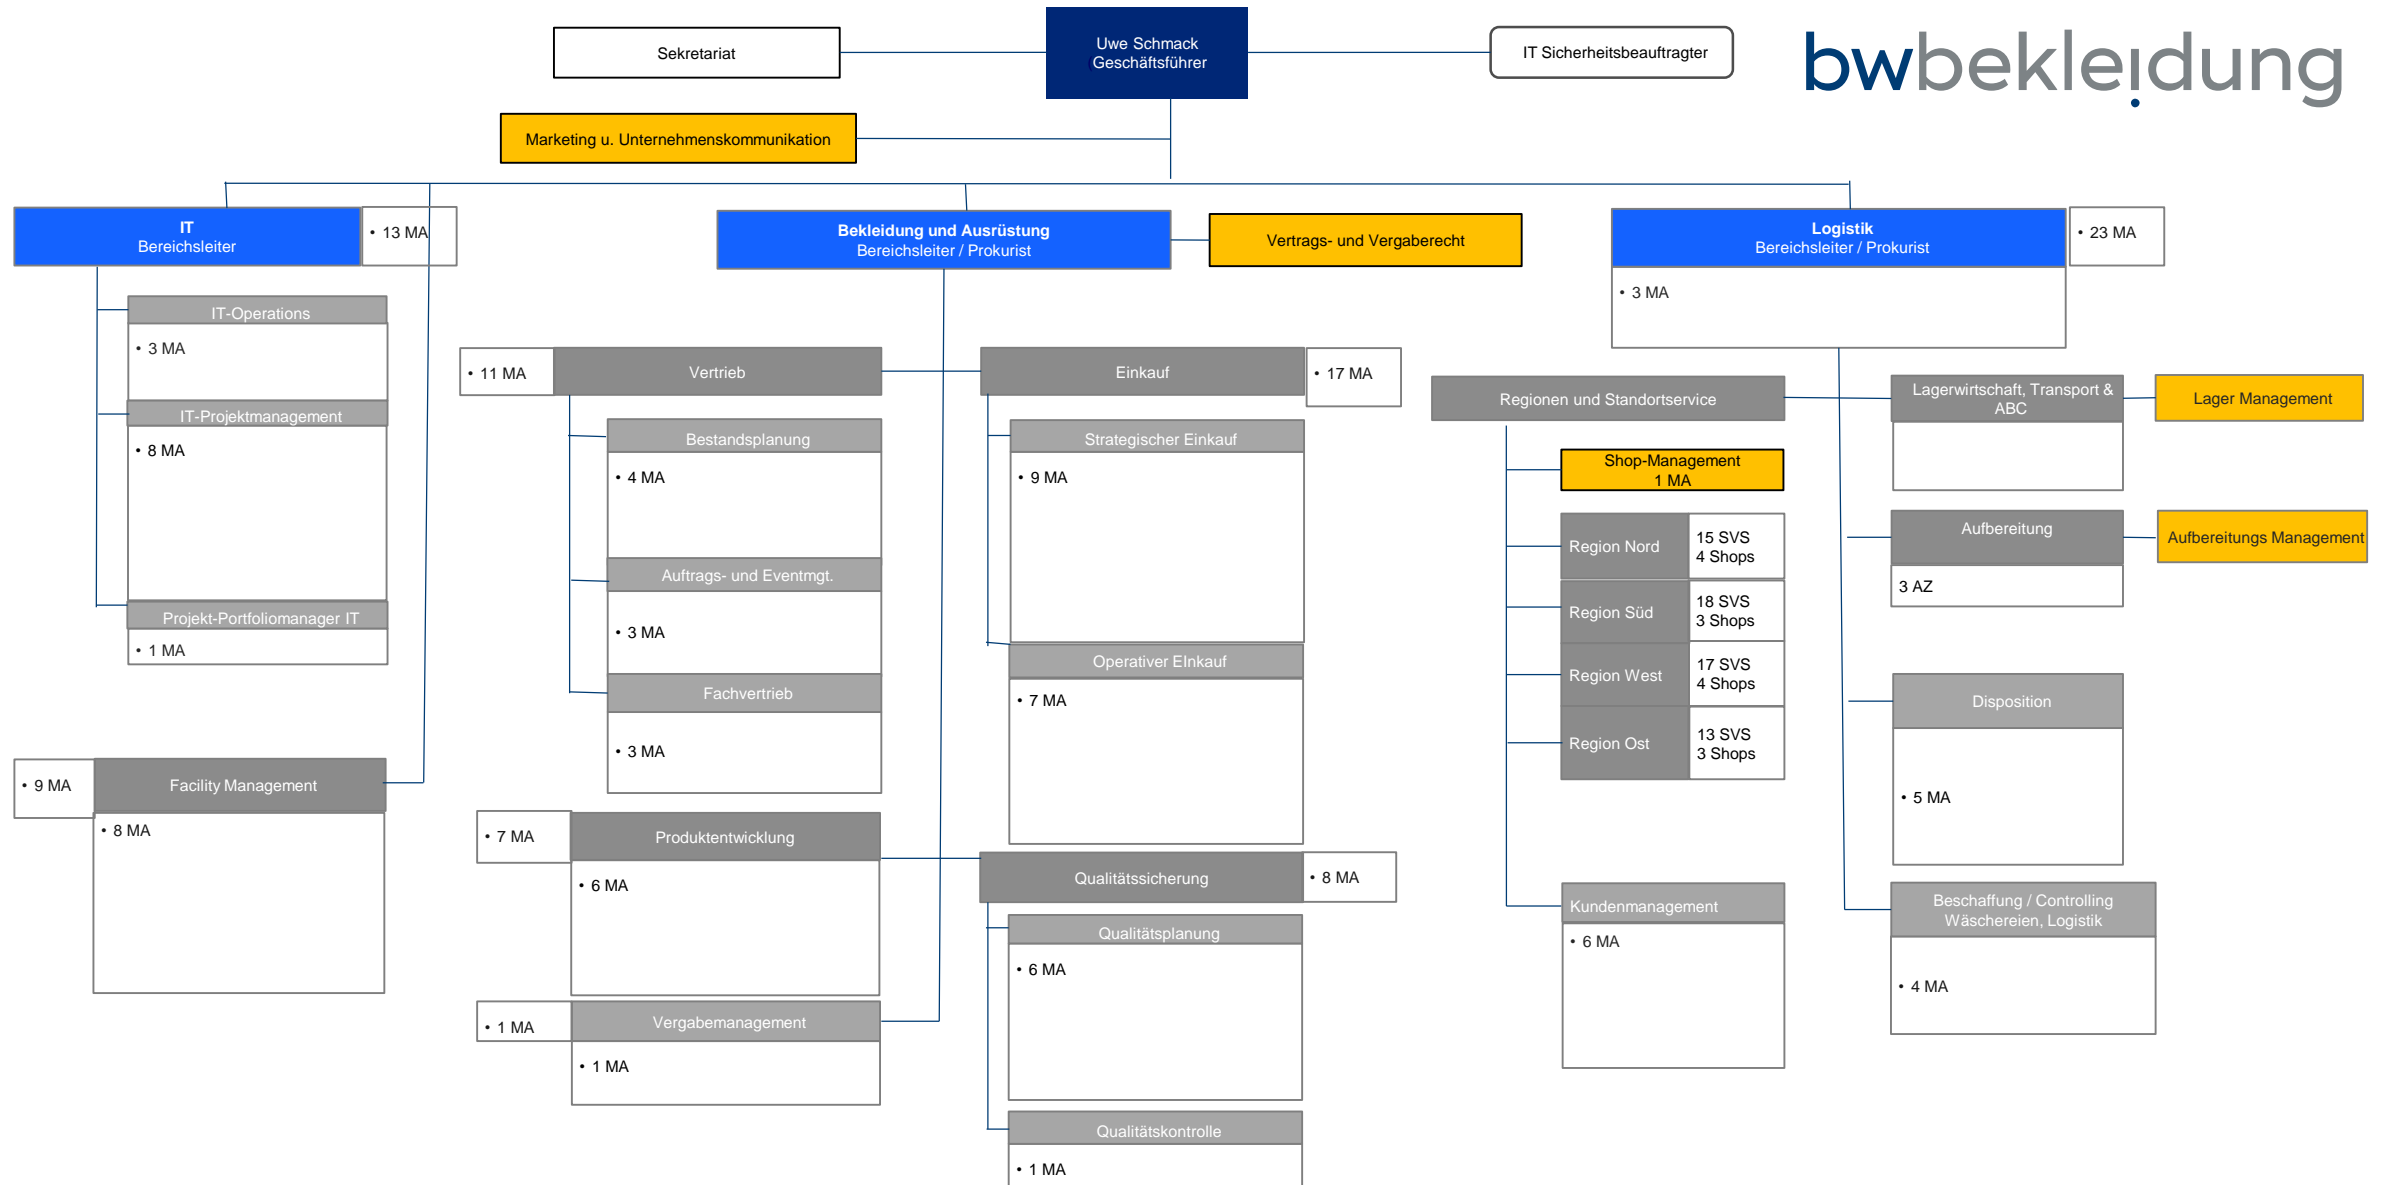 Sekretariat
Uwe Schmack
(Geschäftsführer
IT Sicherheitsbeauftragter
bwbekleidung
Marketing u. Unternehmenskommunikation
IT
Bereichsleiter
• 13 MA
Bekleidung und Ausrüstung
Bereichsleiter / Prokurist
Vertrags- und Vergaberecht
Logistik
Bereichsleiter / Prokurist
• 23 MA
• 3 MA
IT-Operations
• 3 MA
IT-Projektmanagement
• 8 MA
Projekt-Portfoliomanager IT
• 1 MA
• 9 MA
Facility Management
• 8 MA
• 11 MA
Vertrieb
Bestandsplanung
• 4 MA
Auftrags- und Eventmgt.
• 3 MA
Fachvertrieb
• 3 MA
Einkauf
• 17 MA
Strategischer Einkauf
• 9 MA
Operativer EInkauf
• 7 MA
• 7 MA
Produktentwicklung
• 6 MA
• 1 MA
Vergabemanagement
• 1 MA
Qualitätssicherung
• 8 MA
Qualitätsplanung
• 6 MA
Qualitätskontrolle
• 1 MA
Regionen und Standortservice
Shop-Management
1 MA
Region Nord
15 SVS
4 Shops
Region Süd
18 SVS
3 Shops
Region West
17 SVS
4 Shops
Region Ost
13 SVS
3 Shops
Kundenmanagement
• 6 MA
Lagerwirtschaft, Transport &
ABC
Lager Management
Aufbereitung
3 AZ
Aufbereitungs Management
Disposition
• 5 MA
Beschaffung / Controlling
Wäschereien, Logistik
• 4 MA